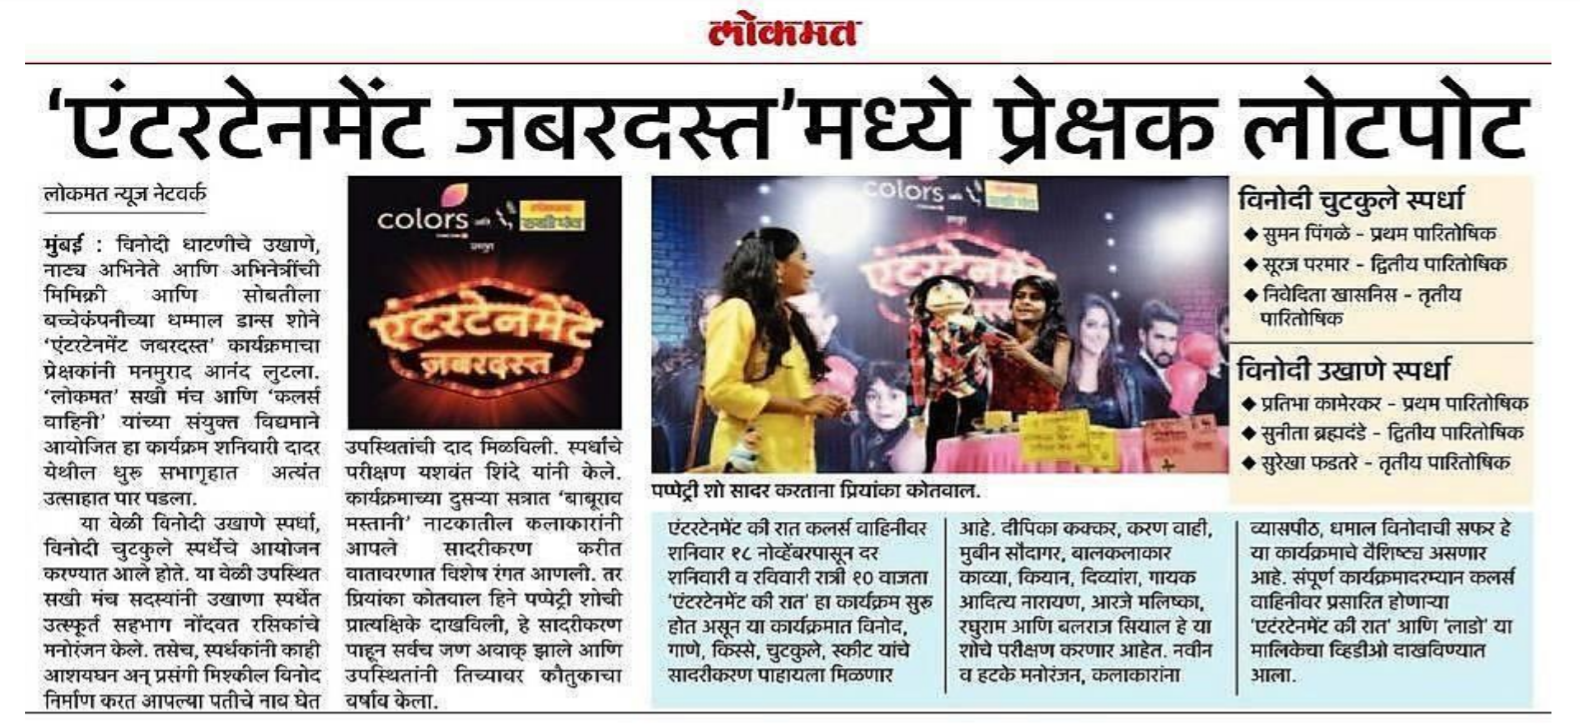 लोकमत
‘एंटरटेनमेंट जबरदस्त’मध्ये प्रेक्षक लोटपोट
लोकमत न्यूज नेटवर्क
मुंबई : विनोदी धाटणीचे उखाणे,
नाट्य अभिनेते आणि अभिनेत्रींची
मिमिक्री आणि सोबतीला
बच्चेकंपनीच्या धम्माल डान्स शोने
‘एंटरटेनमेंट जबरदस्त’ कार्यक्रमाचा
प्रेक्षकांनी मनमुराद आनंद लुटला.
‘लोकमत’ सखी मंच आणि ‘कलर्स
वाहिनी’ यांच्या संयुक्त विद्यमाने
आयोजित हा कार्यक्रम शनिवारी दादर
येथील धुरू सभागृहात अत्यंत
उत्साहात पार पडला.
या वेळी विनोदी उखाणे स्पर्धा,
विनोदी चुटकुले स्पर्धेचे आयोजन
करण्यात आले होते. या वेळी उपस्थित
सखी मंच सदस्यांनी उखाणा स्पर्धेत
उत्स्फूर्त सहभाग नोंदवत रसिकांचे
मनोरंजन केले. तसेच, स्पर्धकांनी काही
आशयघन अन् प्रसंगी मिश्कील विनोद
निर्माण करत आपल्या पतीचे नाव घेत
colors
एंटरटेनमेंट
ज़बरदस्त
उपस्थितांची दाद मिळविली. स्पर्धांचे
परीक्षण यशवंत शिंदे यांनी केले.
कार्यक्रमाच्या दुसऱ्या सत्रात ‘बाबूराव
मस्तानी’ नाटकातील कलाकारांनी
आपले सादरीकरण करीत
वातावरणात विशेष रंगत आणली. तर
प्रियांका कोतवाल हिने पप्पेट्री शोची
प्रात्यक्षिके दाखविली, हे सादरीकरण
पाहून सर्वच जण अवाक् झाले आणि
उपस्थितांनी तिच्यावर कौतुकाचा
वर्षाव केला.
colors
एंटरटेनमेंट
पप्पेट्री शो सादर करताना प्रियांका कोतवाल.
विनोदी चुटकुले स्पर्धा
◆ सुमन पिंगळे - प्रथम पारितोषिक
◆ सूरज परमार - द्वितीय पारितोषिक
◆ निवेदिता खासनिस - तृतीय
पारितोषिक
विनोदी उखाणे स्पर्धा
◆ प्रतिभा कामेरकर - प्रथम पारितोषिक
◆ सुनीता ब्रह्मदंडे - द्वितीय पारितोषिक
◆ सुरेखा फडतरे - तृतीय पारितोषिक
एंटरटेनमेंट की रात कलर्स वाहिनीवर
शनिवार १८ नोव्हेंबरपासून दर
शनिवारी व रविवारी रात्री १० वाजता
‘एंटरटेनमेंट की रात’ हा कार्यक्रम सुरू
होत असून या कार्यक्रमात विनोद,
गाणे, किस्से, चुटकुले, स्कीट यांचे
सादरीकरण पाहायला मिळणार
आहे. दीपिका कक्कर, करण वाही,
मुबीन सौदागर, बालकलाकार
काव्या, कियान, दिव्यांश, गायक
आदित्य नारायण, आरजे मलिष्का,
रघुराम आणि बलराज सियाल हे या
शोचे परीक्षण करणार आहेत. नवीन
व हटके मनोरंजन, कलाकारांना
व्यासपीठ, धमाल विनोदाची सफर हे
या कार्यक्रमाचे वैशिष्ट्य असणार
आहे. संपूर्ण कार्यक्रमादरम्यान कलर्स
वाहिनीवर प्रसारित होणाऱ्या
‘एटंरटेनमेंट की रात’ आणि ‘लाडो’ या
मालिकेचा व्हिडीओ दाखविण्यात
आला.